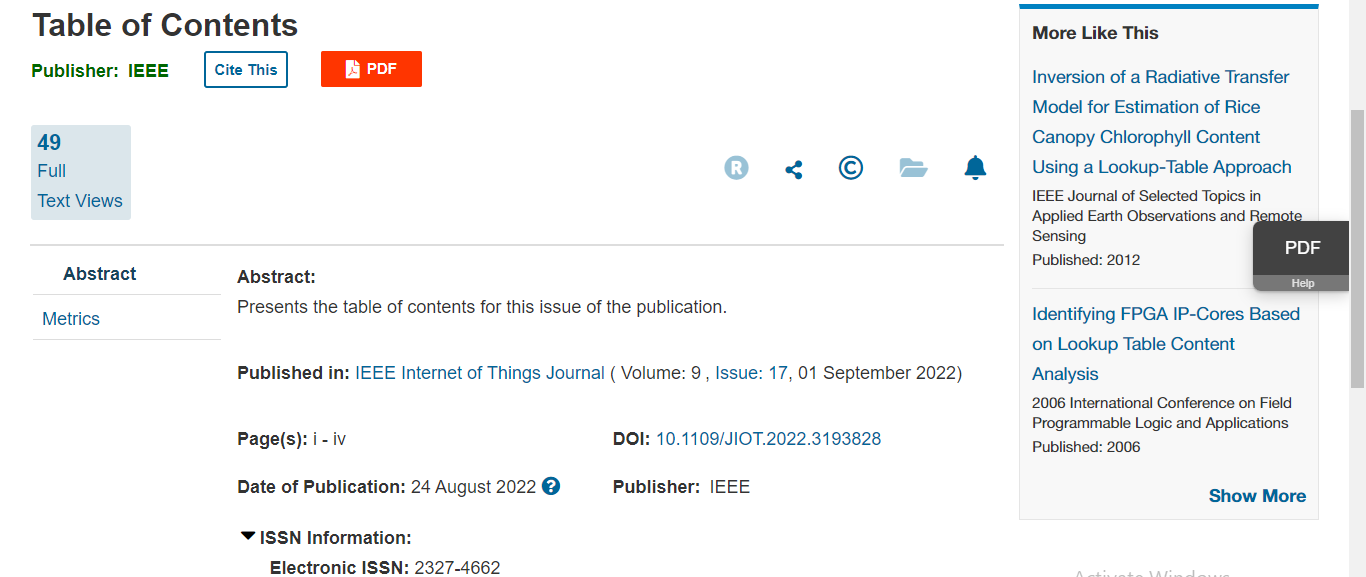 Table of Contents
Publisher: IEEE
Cite This
PDF
49
Full
Text Views
R
©
Abstract
Metrics
Abstract:
Presents the table of contents for this issue of the publication.
Published in: IEEE Internet of Things Journal ( Volume: 9 , Issue: 17, 01 September 2022)
Page(s): i - iv
DOI: 10.1109/JIOT.2022.3193828
Date of Publication: 24 August 2022 ?
Publisher: IEEE
ISSN Information:
Electronic ISSN: 2327-4662
More Like This
Inversion of a Radiative Transfer
Model for Estimation of Rice
Canopy Chlorophyll Content
Using a Lookup-Table Approach
IEEE Journal of Selected Topics in
Applied Earth Observations and Remote
Sensing
Published: 2012
PDF
Help
Identifying FPGA IP-Cores Based
on Lookup Table Content
Analysis
2006 International Conference on Field
Programmable Logic and Applications
Published: 2006
Show More
Activate Windows